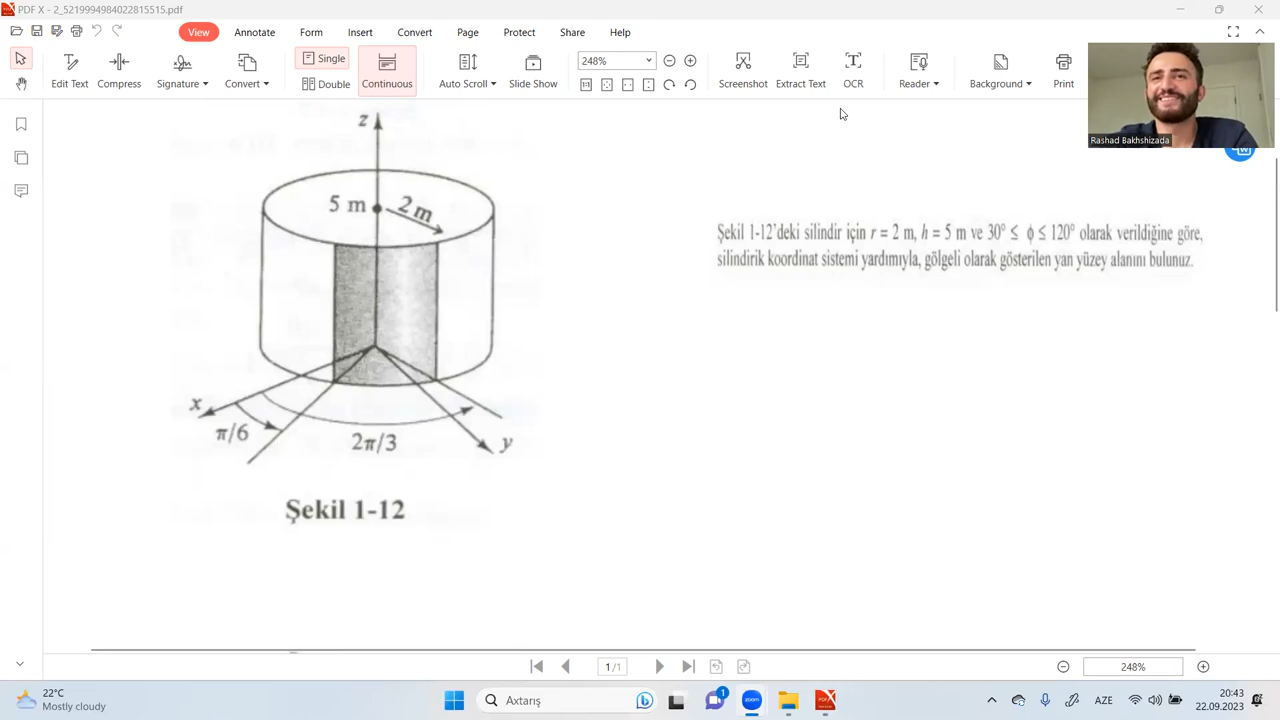 PDF X - 2_5219994984022815515.pdf
View Annotate Form Insert Convert Page Protect Share Help
Edit Text Compress Signature Convert Single Double Continuous Auto Scroll Slide Show 248% Screenshot Extract Text OCR Reader Background Print
Rashad Bakhshizada
z
5 m 2 m
Şekil 1-12'deki silindir için r = 2 m, h = 5 m ve 30° ≤ ϕ ≤ 120° olarak verildiğine göre,
silindirik koordinat sistemi yardımıyla, gölgeli olarak gösterilen yan yüzey alanını bulunuz.
x
π/6
2π/3
y
Şekil 1-12
1 /1
248%
22°C
Mostly cloudy
Axtarış
1
zoom
AZE
20:43
22.09.2023